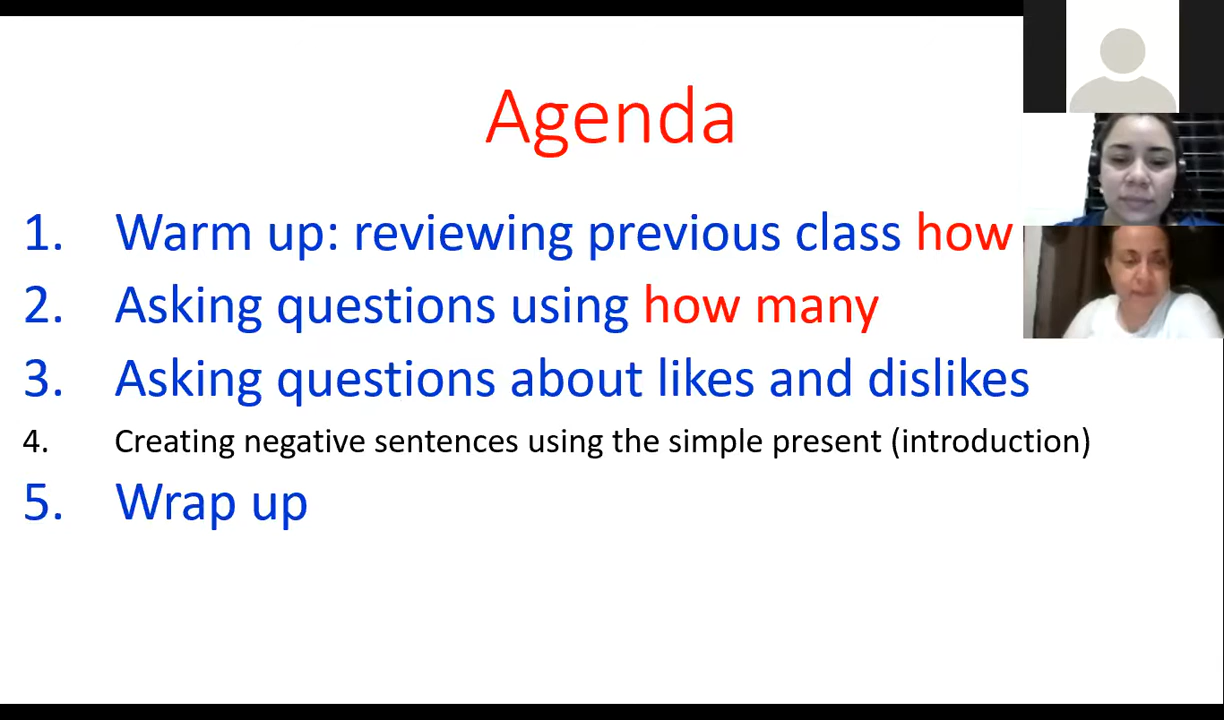 Agenda
1. Warm up: reviewing previous class how
2. Asking questions using how many
3. Asking questions about likes and dislikes
4. Creating negative sentences using the simple present (introduction)
5. Wrap up